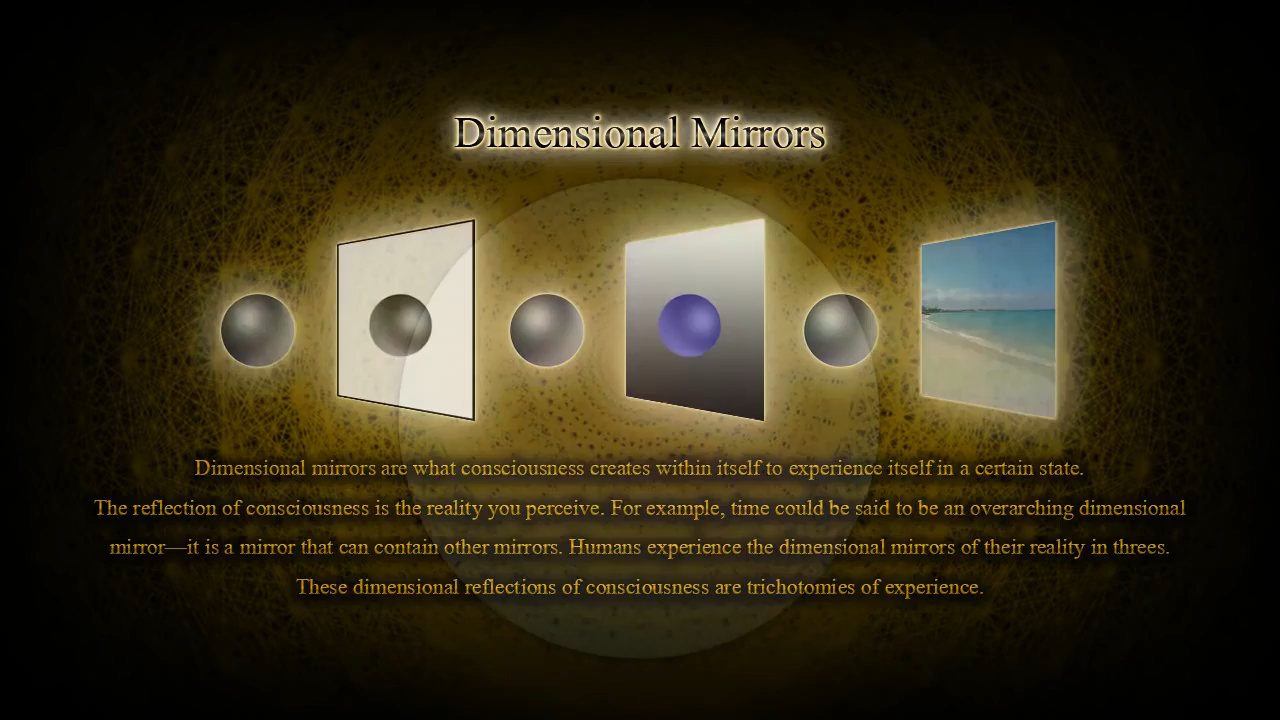 Dimensional Mirrors
Dimensional mirrors are what consciousness creates within itself to experience itself in a certain state.
The reflection of consciousness is the reality you perceive. For example, time could be said to be an overarching dimensional
mirror—it is a mirror that can contain other mirrors. Humans experience the dimensional mirrors of their reality in threes.
These dimensional reflections of consciousness are trichotomies of experience.